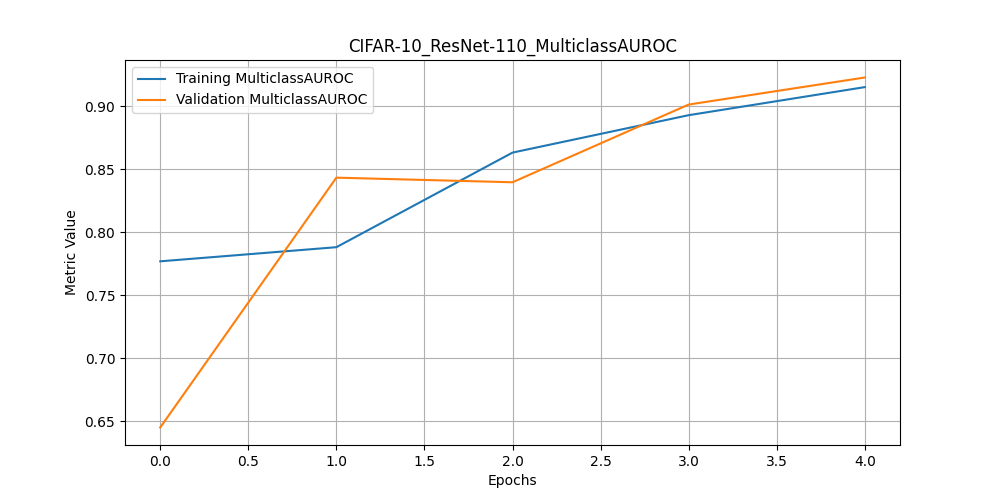 CIFAR-10_ResNet-110_MulticlassAUROC
Training MulticlassAUROC
Validation MulticlassAUROC
Metric Value
0.90
0.85
0.80
0.75
0.70
0.65
0.0 0.5 1.0 1.5 2.0 2.5 3.0 3.5 4.0
Epochs